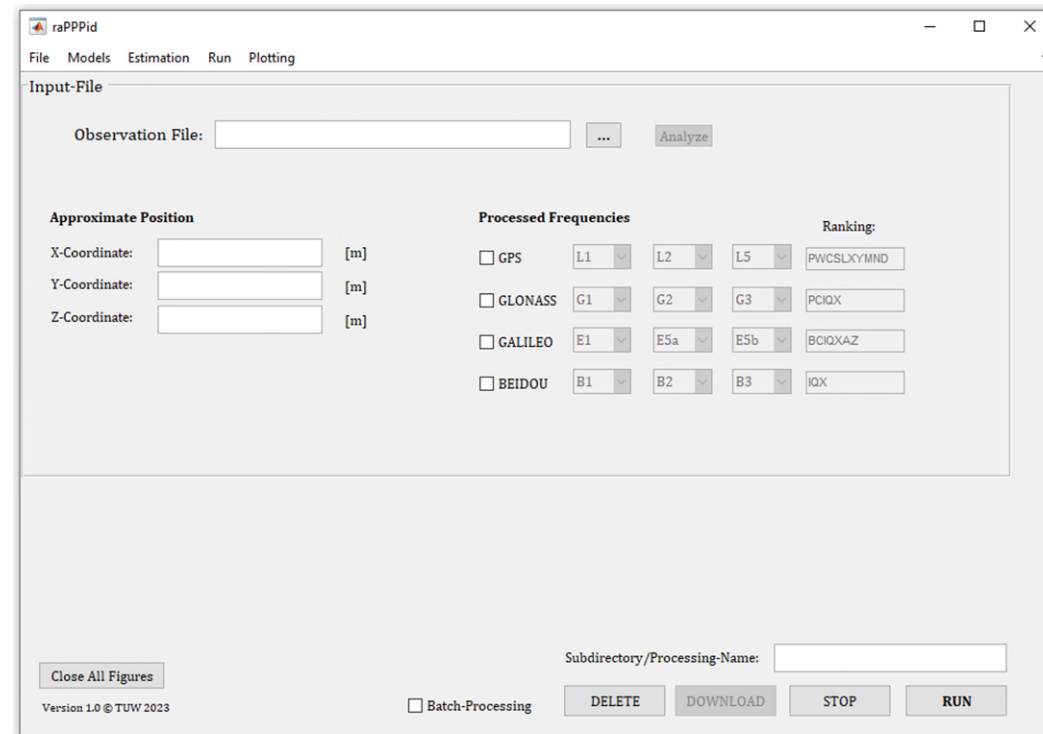 raPPPid
File Models Estimation Run Plotting
Input-File
Observation File: ... Analyze
Approximate Position
X-Coordinate: [m]
Y-Coordinate: [m]
Z-Coordinate: [m]
Processed Frequencies
Ranking:
GPS L1 L2 L5 PWCSLXYMND
GLONASS G1 G2 G3 PCIQX
GALILEO E1 E5a E5b BCIQXAZ
BEIDOU B1 B2 B3 IQX
Subdirectory/Processing-Name:
Close All Figures
Version 1.0 © TUW 2023
Batch-Processing DELETE DOWNLOAD STOP RUN